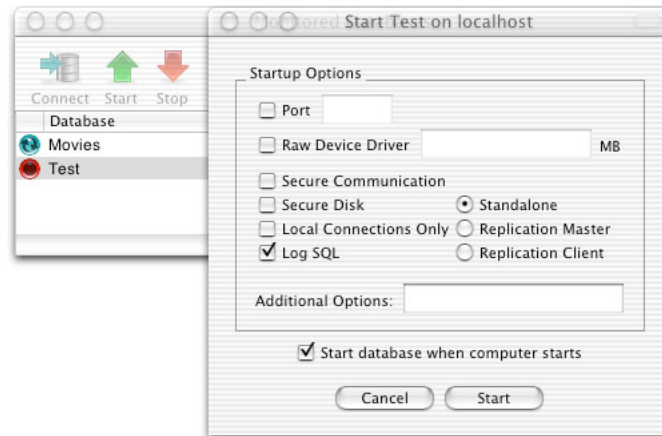 Start Test on localhost
Connect Start Stop
Database
Movies
Test
Startup Options
Port
Raw Device Driver MB
Secure Communication
Secure Disk Standalone
Local Connections Only Replication Master
Log SQL Replication Client
Additional Options:
Start database when computer starts
Cancel Start